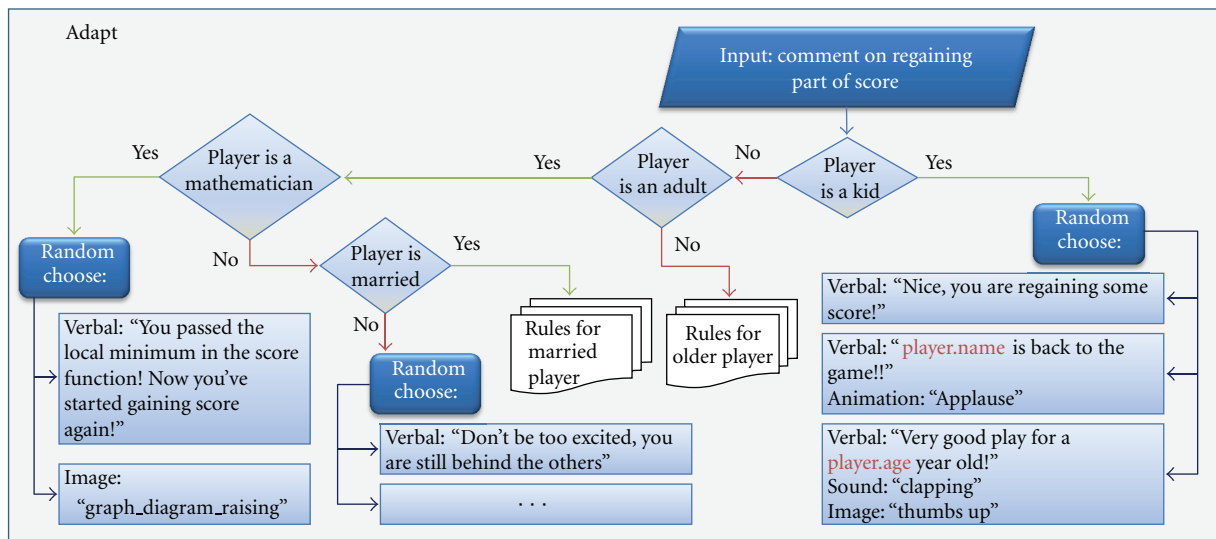 Adapt
Input: comment on regaining
part of score
Player
is a kid
Yes
No
Player
is an adult
Yes
No
Player is a
mathematician
Yes
No
Player is
married
Yes
No
Random
choose:
Verbal: “You passed the
local minimum in the score
function! Now you’ve
started gaining score
again!”
Image:
“graph_diagram_raising”
Random
choose:
Verbal: “Don’t be too excited, you
are still behind the others”
. . .
Rules for
married
player
Rules for
older player
Random
choose:
Verbal: “Nice, you are regaining some
score!”
Verbal: “ player.name is back to the
game!!”
Animation: “Applause”
Verbal: “Very good play for a
player.age year old!”
Sound: “clapping”
Image: “thumbs up”